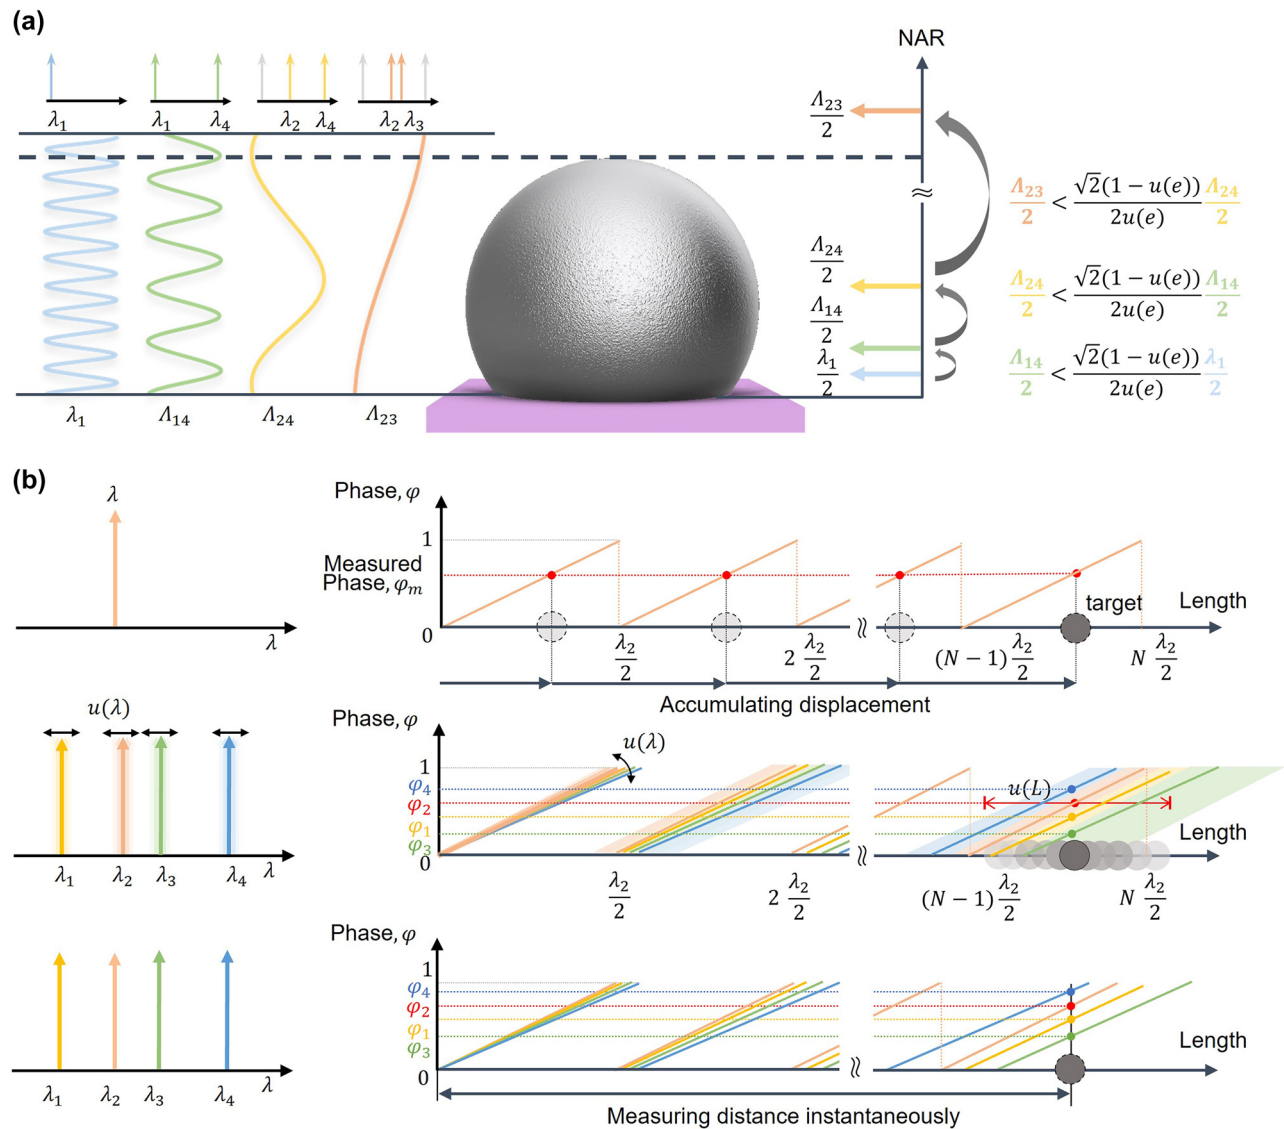 (a)
NAR
λ₁
λ₁ λ₄
λ₂ λ₄
λ₂ λ₃
Λ₂₃/2
Λ₂₄/2
Λ₁₄/2
λ₁/2
Λ₂₃/2 < √2(1 − u(e))/2u(e) Λ₂₄/2
Λ₂₄/2 < √2(1 − u(e))/2u(e) Λ₁₄/2
Λ₁₄/2 < √2(1 − u(e))/2u(e) λ₁/2
λ₁ Λ₁₄ Λ₂₄ Λ₂₃
(b)
λ
λ
Phase, φ
1
Measured
Phase, φₘ
0
target
Length
λ₂/2
2 λ₂/2
(N − 1) λ₂/2
N λ₂/2
Accumulating displacement
u(λ)
λ₁ λ₂ λ₃ λ₄
λ
Phase, φ
u(λ)
1
φ₄
φ₂
φ₁
φ₃
0
u(L)
Length
λ₂/2
2 λ₂/2
(N − 1) λ₂/2
N λ₂/2
λ₁ λ₂ λ₃ λ₄
λ
Phase, φ
1
φ₄
φ₂
φ₁
φ₃
0
Length
Measuring distance instantaneously